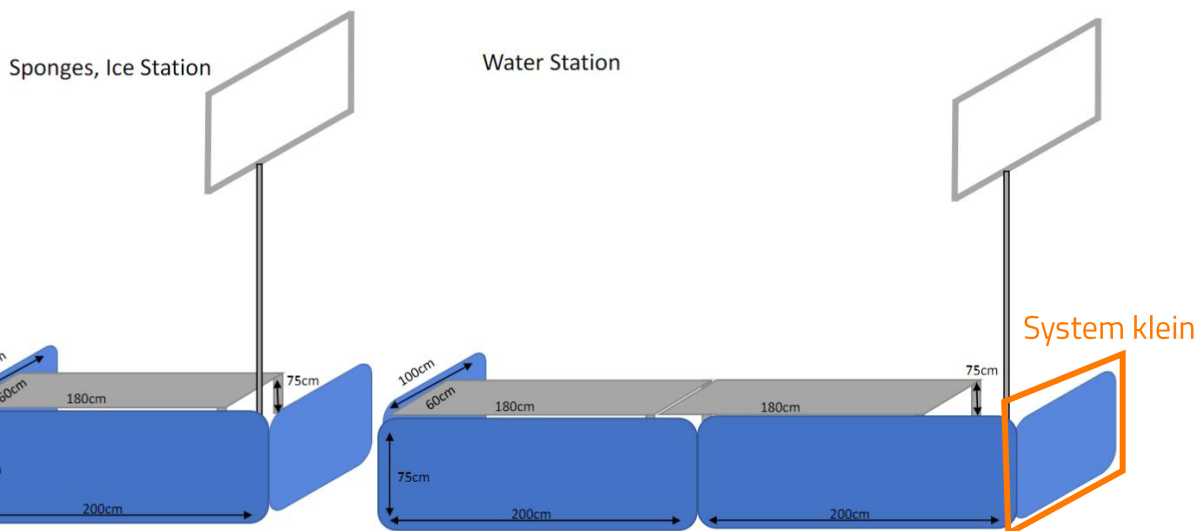 Sponges, Ice Station
Water Station
System klein
60cm
180cm
75cm
200cm
100cm
60cm
180cm
180cm
75cm
75cm
200cm
200cm